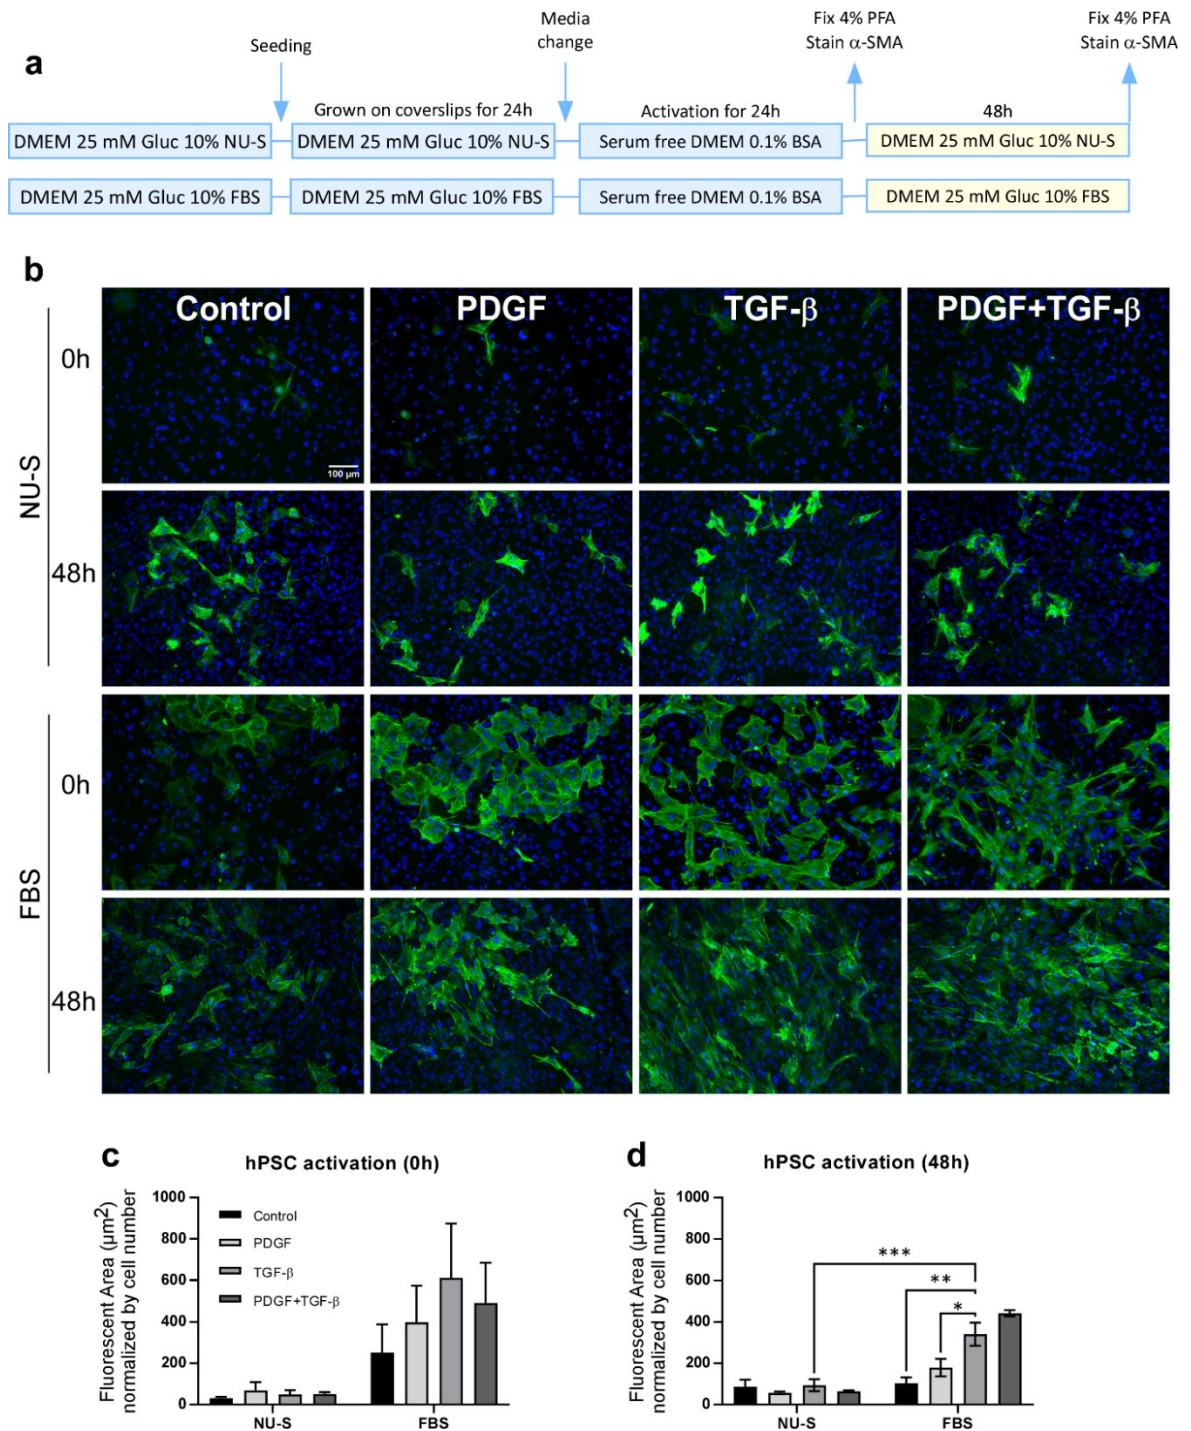 a
Seeding
Media
change
Fix 4% PFA
Stain α-SMA
Fix 4% PFA
Stain α-SMA
Grown on coverslips for 24h
Activation for 24h
48h
DMEM 25 mM Gluc 10% NU-S
DMEM 25 mM Gluc 10% NU-S
Serum free DMEM 0.1% BSA
DMEM 25 mM Gluc 10% NU-S
DMEM 25 mM Gluc 10% FBS
DMEM 25 mM Gluc 10% FBS
Serum free DMEM 0.1% BSA
DMEM 25 mM Gluc 10% FBS
b
Control
PDGF
TGF-β
PDGF+TGF-β
NU-S
0h
100 µm
48h
FBS
0h
48h
c
hPSC activation (0h)
Fluorescent Area (µm²)
normalized by cell number
1000
800
600
400
200
0
Control
PDGF
TGF-β
PDGF+TGF-β
NU-S
FBS
d
hPSC activation (48h)
Fluorescent Area (µm²)
normalized by cell number
1000
800
600
400
200
0
***
**
*
NU-S
FBS